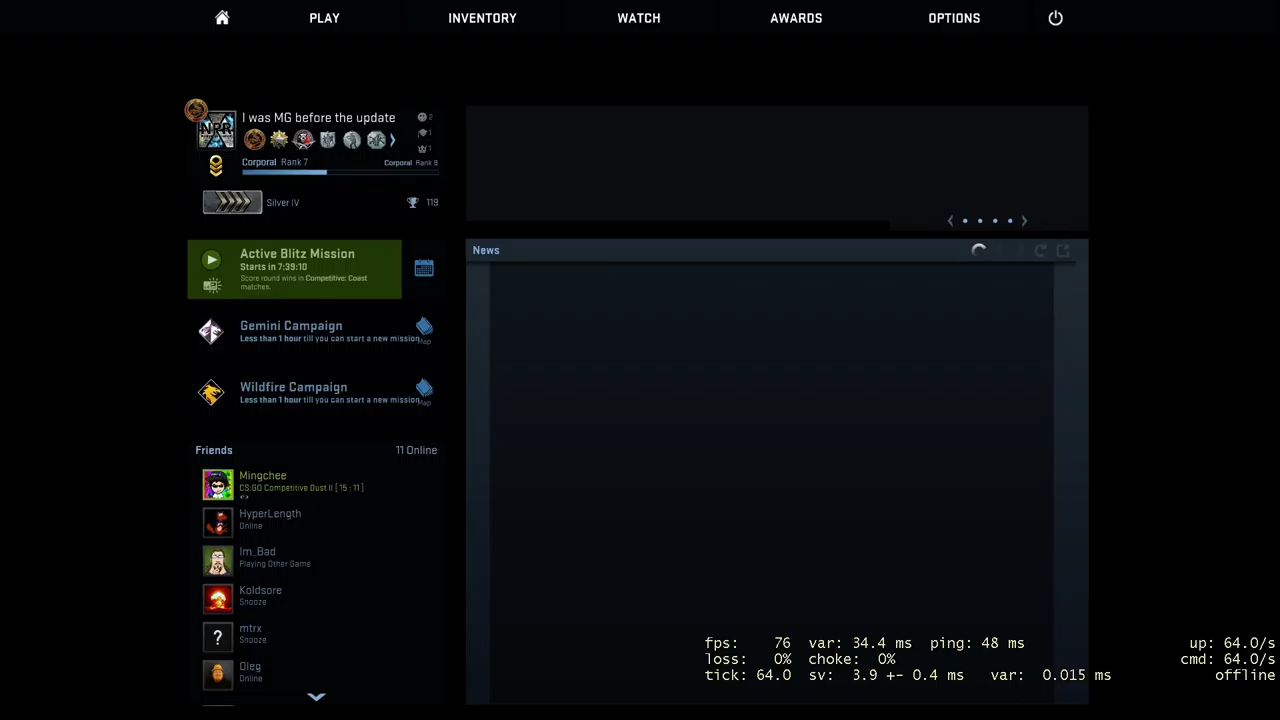 PLAY
INVENTORY
WATCH
AWARDS
OPTIONS
I was MG before the update
2
1
1
Corporal Rank 7
Corporal Rank 8
Silver IV
119
Active Blitz Mission
Starts in 7:39:10
Score round wins in Competitive: Coast
matches.
Gemini Campaign
Less than 1 hour till you can start a new mission
Map
Wildfire Campaign
Less than 1 hour till you can start a new mission
Map
Friends
11 Online
Mingchee
CS:GO Competitive Dust II [ 15 : 11 ]
HyperLength
Online
Im_Bad
Playing Other Game
Koldsore
Snooze
mtrx
Snooze
Oleg
Online
News
fps: 76 var: 34.4 ms ping: 48 ms
loss: 0% choke: 0%
tick: 64.0 sv: 3.9 +- 0.4 ms var: 0.015 ms
up: 64.0/s
cmd: 64.0/s
offline